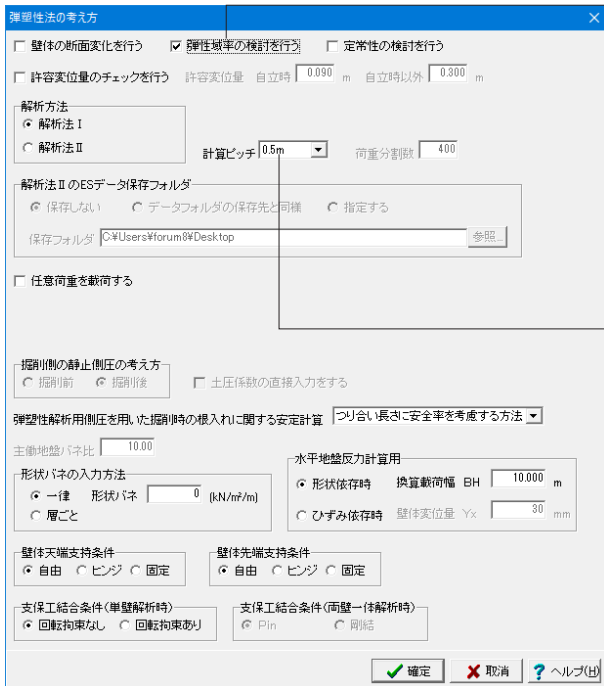 弾塑性法の考え方
壁体の断面変化を行う 弾性域率の検討を行う 定常性の検討を行う
許容変位量のチェックを行う 許容変位量 自立時 0.090 m 自立時以外 0.300 m
解析方法
解析法Ⅰ
解析法Ⅱ
計算ピッチ 0.5m 荷重分割数 400
解析法ⅡのESデータ保存フォルダ
保存しない データフォルダの保存先と同様 指定する
保存フォルダ C:¥Users¥forum8¥Desktop 参照...
任意荷重を載荷する
掘削側の静止側圧の考え方
掘削前 掘削後 土圧係数の直接入力をする
弾塑性解析用側圧を用いた掘削時の根入れに関する安定計算 つり合い長さに安全率を考慮する方法
主働地盤バネ比 10.00
形状バネの入力方法
一律 形状バネ 0 (kN/m²/m)
層ごと
水平地盤反力計算用
形状依存時 換算載荷幅 BH 10.000 m
ひずみ依存時 壁体変位量 Yx 30 mm
壁体天端支持条件
自由 ヒンジ 固定
壁体先端支持条件
自由 ヒンジ 固定
支保工結合条件(単壁解析時)
回転拘束なし 回転拘束あり
支保工結合条件(両壁一体解析時)
Pin 剛結
確定 取消 ヘルプ(H)